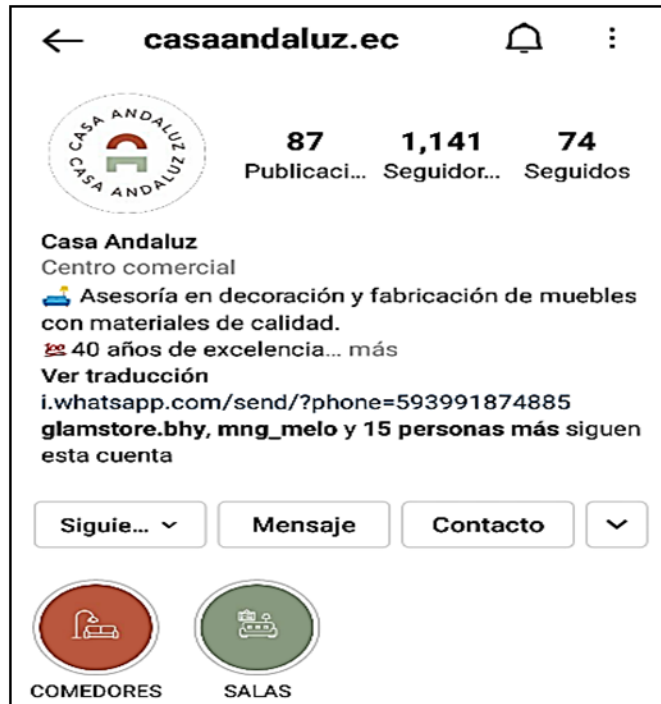 casaandaluz.ec
CASA ANDALUZ
CASA ANDALUZ
87 1,141 74
Publicaci... Seguidor... Seguidos
Casa Andaluz
Centro comercial
🛋️ Asesoría en decoración y fabricación de muebles
con materiales de calidad.
💯 40 años de excelencia... más
Ver traducción
i.whatsapp.com/send/?phone=593991874885
glamstore.bhy, mng_melo y 15 personas más siguen
esta cuenta
Siguie... Mensaje Contacto
COMEDORES SALAS